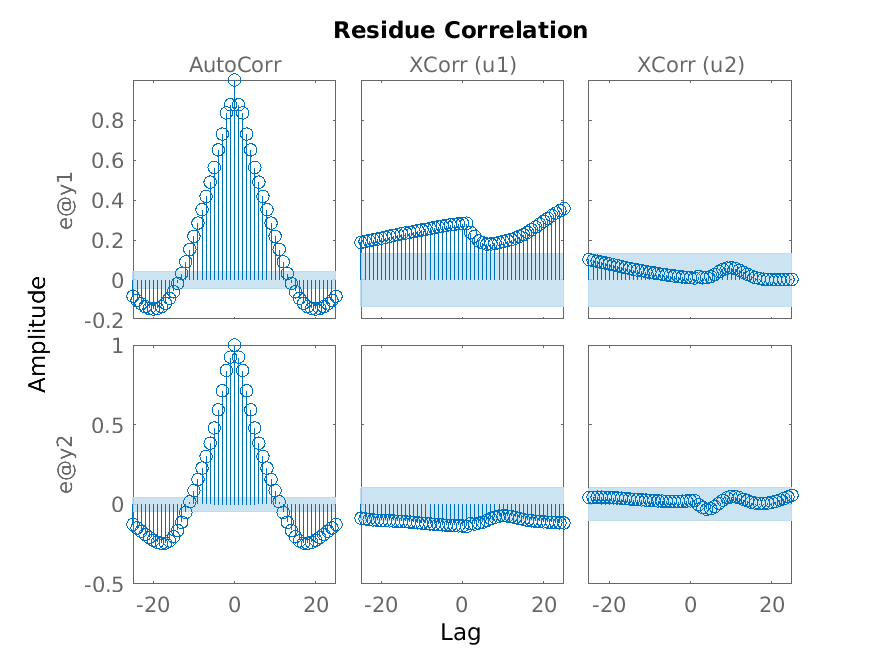 Residue Correlation
AutoCorr XCorr (u1) XCorr (u2)
e@y1
0.8
0.6
0.4
0.2
0
-0.2
Amplitude
e@y2
1
0.5
0
-0.5
-20 0 20 -20 0 20 -20 0 20
Lag